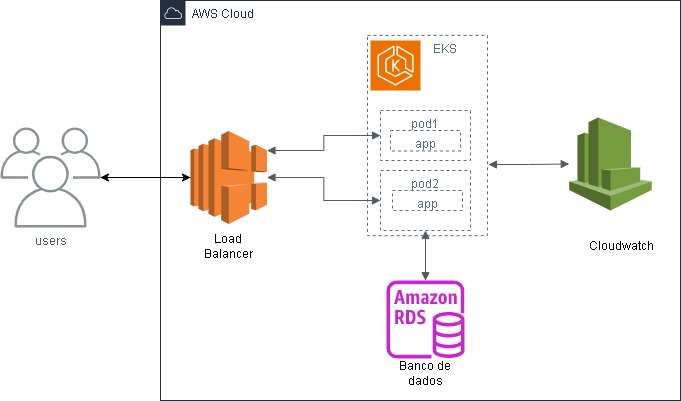 AWS Cloud
EKS
K
pod1
app
pod2
app
users
Load
Balancer
Cloudwatch
Amazon
RDS
Banco de
dados